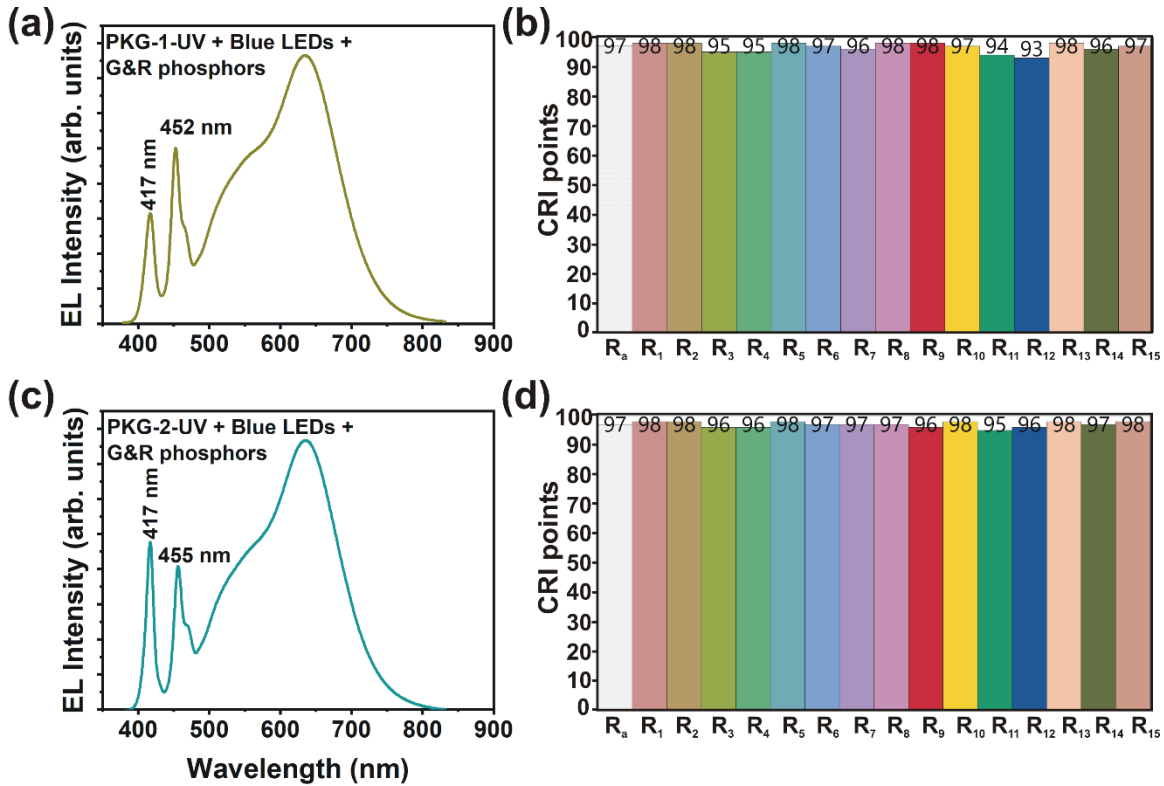 (a)
PKG-1-UV + Blue LEDs +
G&R phosphors
417 nm
452 nm
EL Intensity (arb. units)
400 500 600 700 800 900
(b)
CRI points
100
90
80
70
60
50
40
30
20
10
0
97 98 98 95 95 98 97 96 98 98 97 94 93 98 96 97
Ra R1 R2 R3 R4 R5 R6 R7 R8 R9 R10 R11 R12 R13 R14 R15
(c)
PKG-2-UV + Blue LEDs +
G&R phosphors
417 nm
455 nm
EL Intensity (arb. units)
400 500 600 700 800 900
Wavelength (nm)
(d)
CRI points
100
90
80
70
60
50
40
30
20
10
0
97 98 98 96 96 98 97 97 97 96 98 95 96 98 97 98
Ra R1 R2 R3 R4 R5 R6 R7 R8 R9 R10 R11 R12 R13 R14 R15